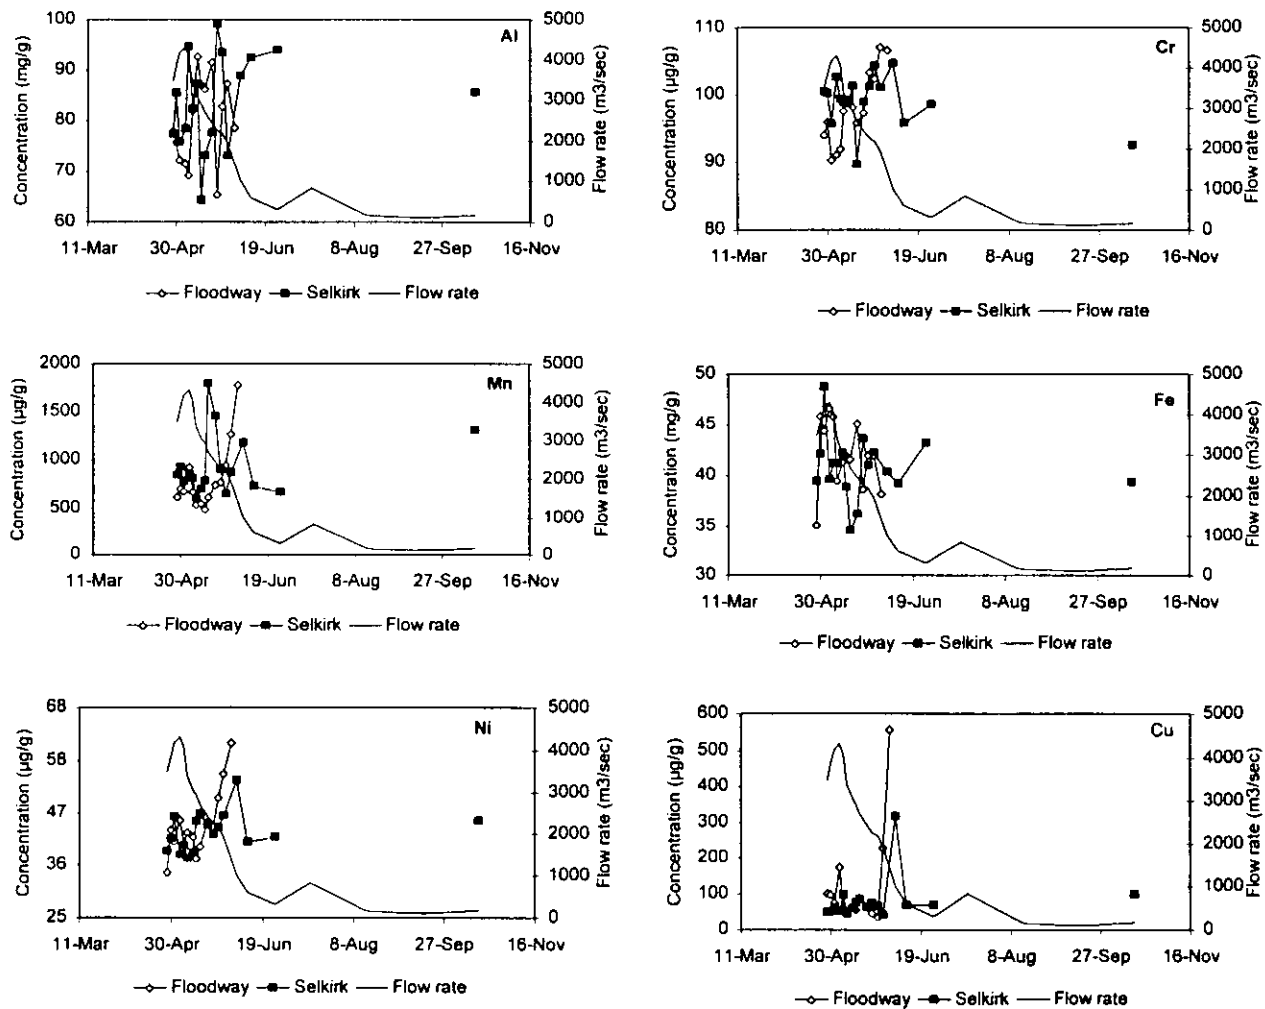 Al
Concentration (mg/g)
100
90
80
70
60
5000
4000
3000
2000
1000
0
Flow rate (m3/sec)
11-Mar 30-Apr 19-Jun 8-Aug 27-Sep 16-Nov
Floodway Selkirk Flow rate
Cr
Concentration (µg/g)
110
100
90
80
5000
4000
3000
2000
1000
0
Flow rate (m3/sec)
11-Mar 30-Apr 19-Jun 8-Aug 27-Sep 16-Nov
Floodway Selkirk Flow rate
Mn
Concentration (µg/g)
2000
1500
1000
500
0
5000
4000
3000
2000
1000
0
Flow rate (m3/sec)
11-Mar 30-Apr 19-Jun 8-Aug 27-Sep 16-Nov
Floodway Selkirk Flow rate
Fe
Concentration (mg/g)
50
45
40
35
30
5000
4000
3000
2000
1000
0
Flow rate (m3/sec)
11-Mar 30-Apr 19-Jun 8-Aug 27-Sep 16-Nov
Floodway Selkirk Flow rate
Ni
Concentration (µg/g)
68
58
47
36
25
5000
4000
3000
2000
1000
0
Flow rate (m3/sec)
11-Mar 30-Apr 19-Jun 8-Aug 27-Sep 16-Nov
Floodway Selkirk Flow rate
Cu
Concentration (µg/g)
600
500
400
300
200
100
0
5000
4000
3000
2000
1000
0
Flow rate (m3/sec)
11-Mar 30-Apr 19-Jun 8-Aug 27-Sep 16-Nov
Floodway Selkirk Flow rate